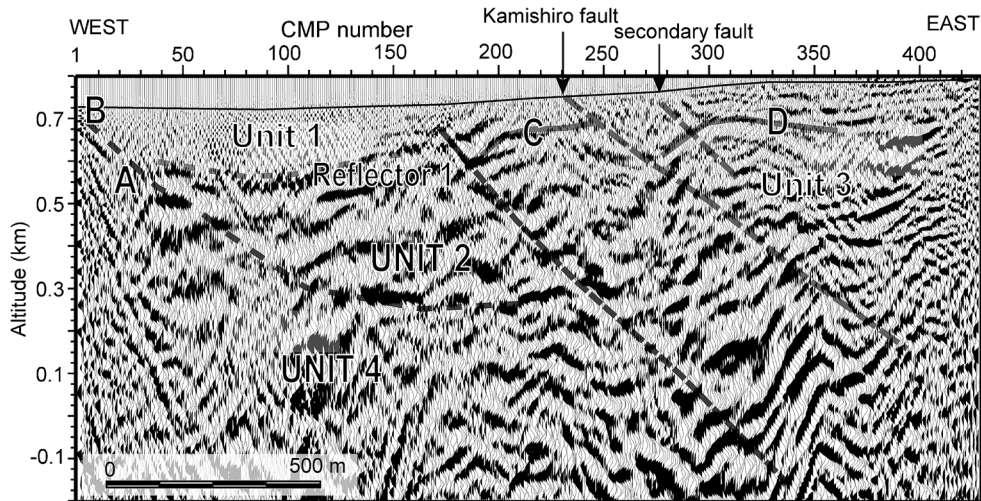 Kamishiro fault
WEST CMP number secondary fault EAST
1 50 100 150 200 250 300 350 400
Altitude (km)
0.7
0.5
0.3
0.1
-0.1
B
A
Unit 1
Reflector 1
C
D
Unit 3
UNIT 2
UNIT 4
0 500 m